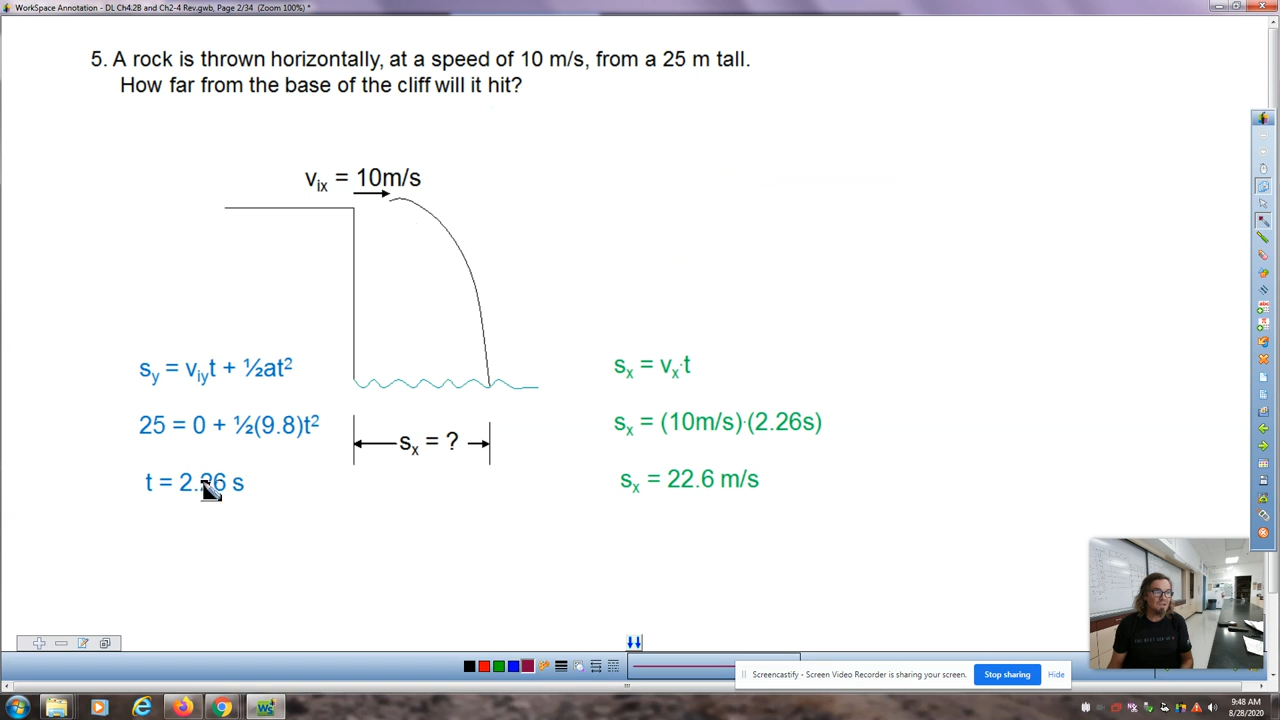 WorkSpace Annotation - DL Ch4.2B and Ch2-4 Rev.gwb, Page 2/34 (Zoom 100%) *
5. A rock is thrown horizontally, at a speed of 10 m/s, from a 25 m tall.
How far from the base of the cliff will it hit?
vix = 10m/s
sy = viyt + ½at²
25 = 0 + ½(9.8)t²
t = 2.26 s
sx = ?
sx = vx·t
sx = (10m/s)·(2.26s)
sx = 22.6 m/s
Screencastify - Screen Video Recorder is sharing your screen.
Stop sharing
Hide
9:48 AM
8/28/2020